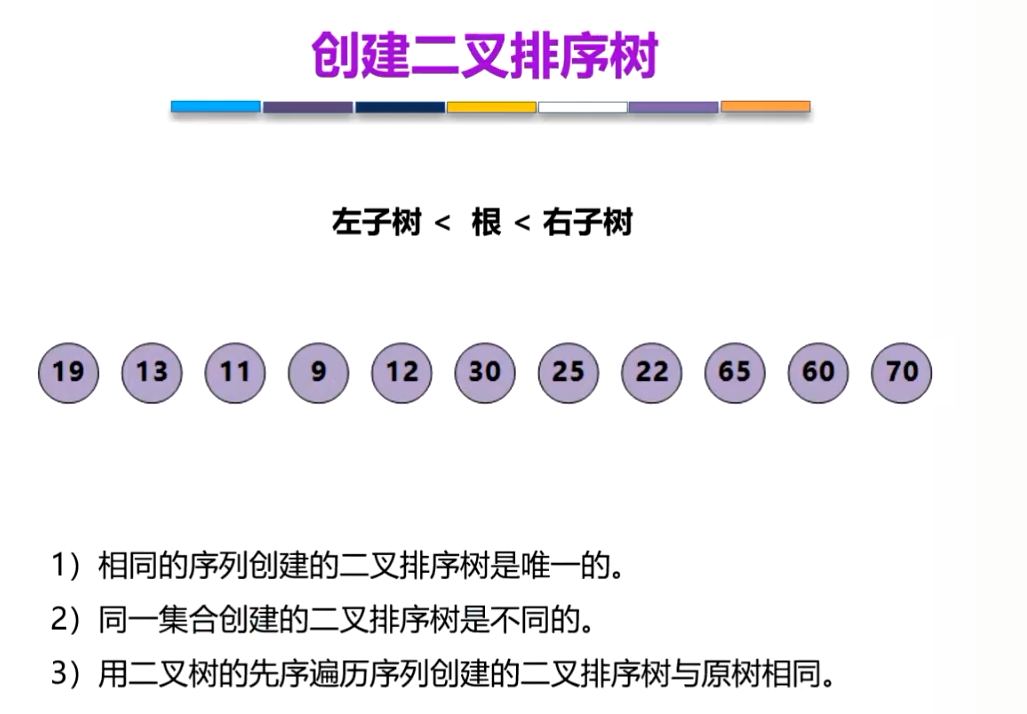 创建二叉排序树
左子树 < 根 < 右子树
19 13 11 9 12 30 25 22 65 60 70
1）相同的序列创建的二叉排序树是唯一的。
2）同一集合创建的二叉排序树是不同的。
3）用二叉树的先序遍历序列创建的二叉排序树与原树相同。